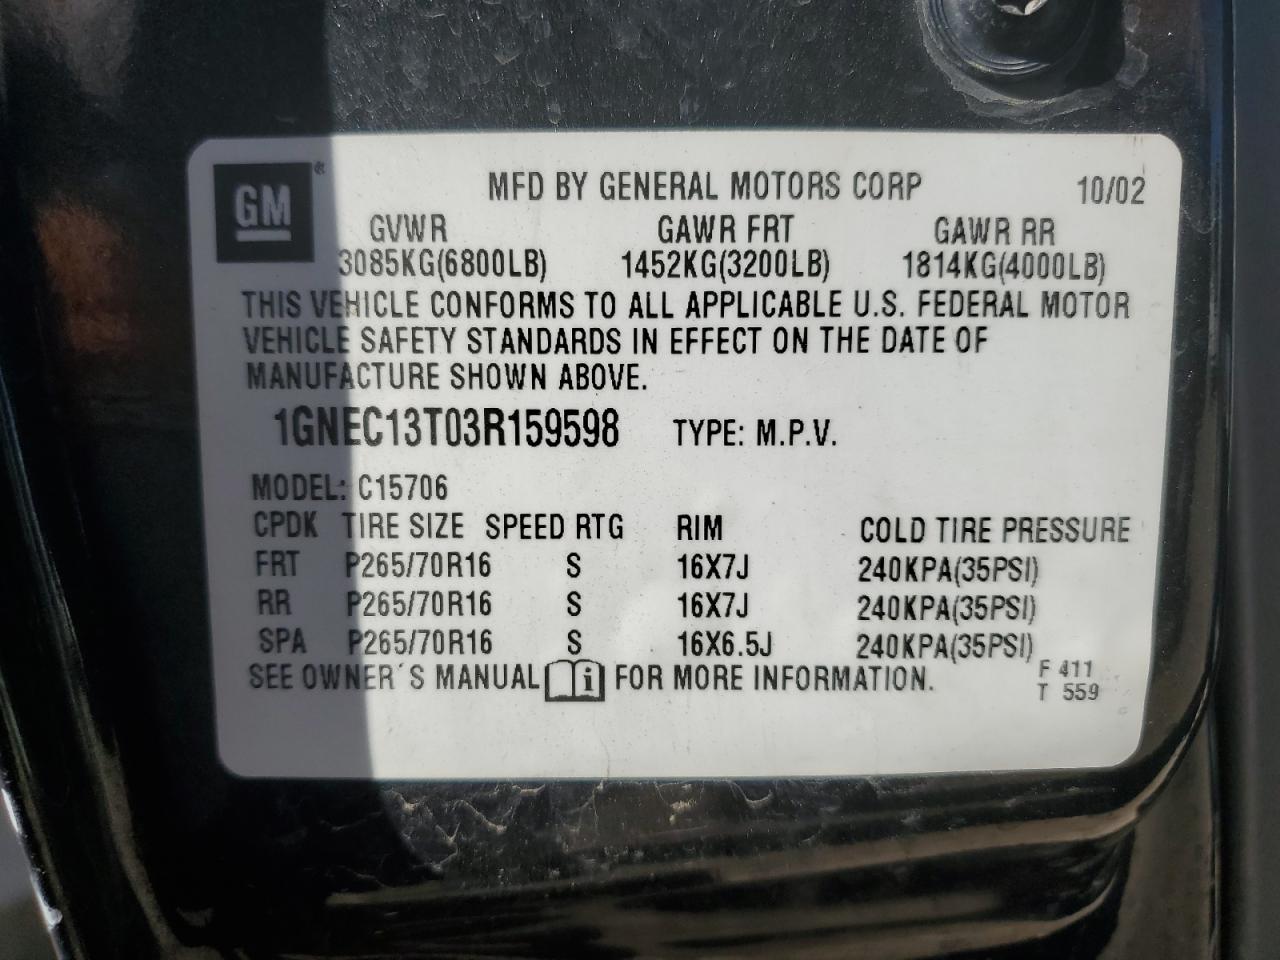 GM®
MFD BY GENERAL MOTORS CORP 10/02
GVWR GAWR FRT GAWR RR
3085KG(6800LB) 1452KG(3200LB) 1814KG(4000LB)
THIS VEHICLE CONFORMS TO ALL APPLICABLE U.S. FEDERAL MOTOR
VEHICLE SAFETY STANDARDS IN EFFECT ON THE DATE OF
MANUFACTURE SHOWN ABOVE.
1GNEC13T03R159598 TYPE: M.P.V.
MODEL: C15706
CPDK TIRE SIZE SPEED RTG RIM COLD TIRE PRESSURE
FRT P265/70R16 S 16X7J 240KPA(35PSI)
RR P265/70R16 S 16X7J 240KPA(35PSI)
SPA P265/70R16 S 16X6.5J 240KPA(35PSI)
SEE OWNER´S MANUAL i FOR MORE INFORMATION.
F 411
T 559